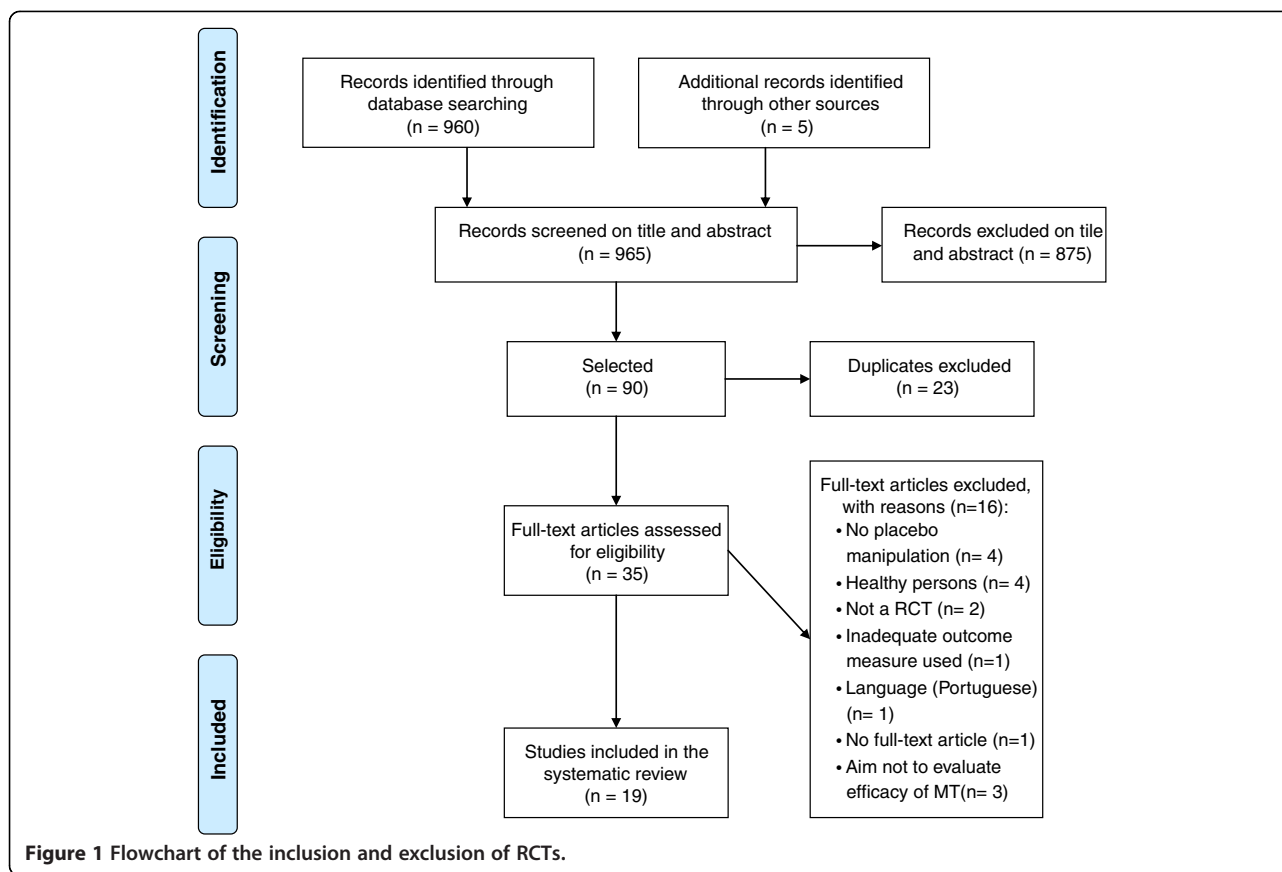 Identification
Records identified through
database searching
(n = 960)
Additional records identified
through other sources
(n = 5)
Records screened on title and abstract
(n = 965)
Records excluded on tile
and abstract (n = 875)
Screening
Selected
(n = 90)
Duplicates excluded
(n = 23)
Eligibility
Full-text articles assessed
for eligibility
(n = 35)
Full-text articles excluded,
with reasons (n=16):
• No placebo
manipulation (n= 4)
• Healthy persons (n= 4)
• Not a RCT (n= 2)
• Inadequate outcome
measure used (n=1)
• Language (Portuguese)
(n= 1)
• No full-text article (n=1)
• Aim not to evaluate
efficacy of MT(n= 3)
Included
Studies included in the
systematic review
(n = 19)
Figure 1 Flowchart of the inclusion and exclusion of RCTs.